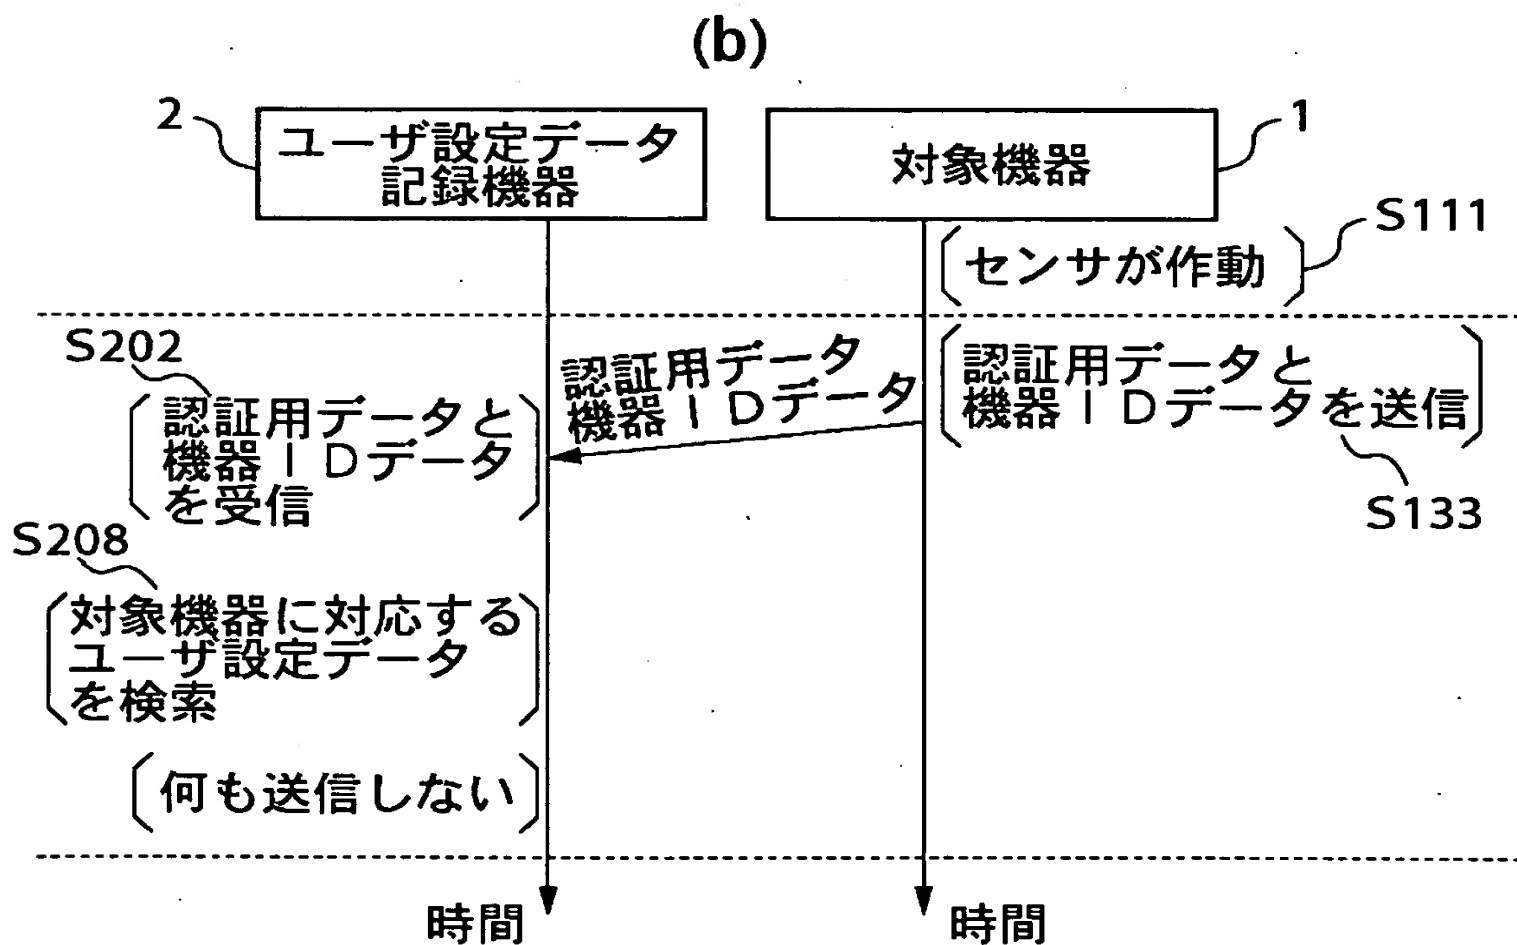 (b)
2
ユーザ設定データ
記録機器
対象機器
1
センサが作動
S111
S202
認証用データと
機器IDデータ
を受信
認証用データ
機器IDデータ
認証用データと
機器IDデータを送信
S133
S208
対象機器に対応する
ユーザ設定データ
を検索
何も送信しない
時間
時間